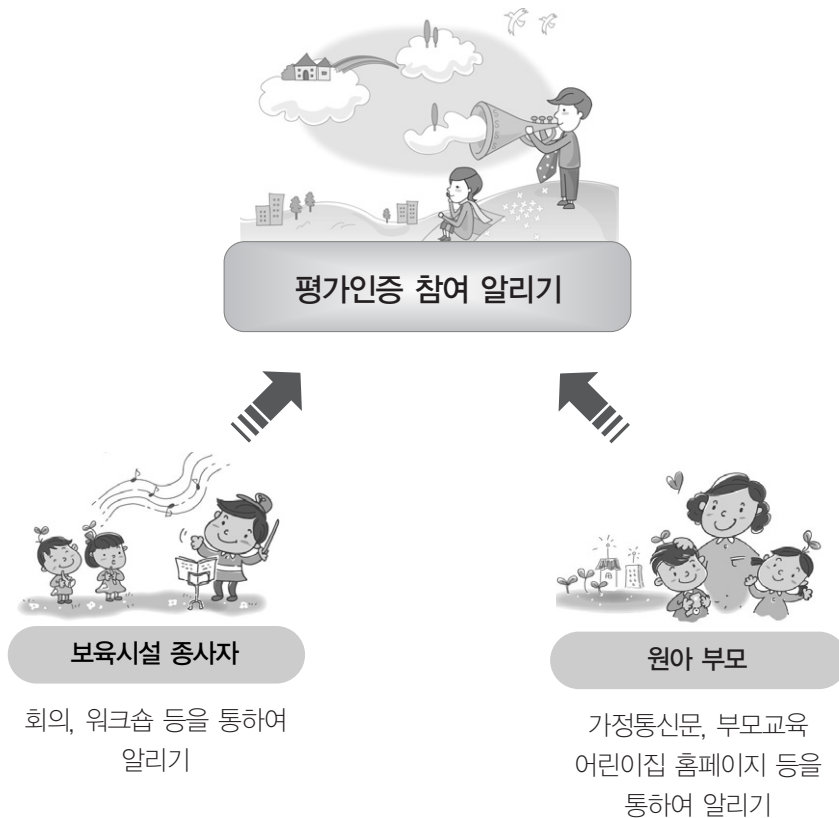 평가인증 참여 알리기
보육시설 종사자
회의, 워크숍 등을 통하여
알리기
원아 부모
가정통신문, 부모교육
어린이집 홈페이지 등을
통하여 알리기